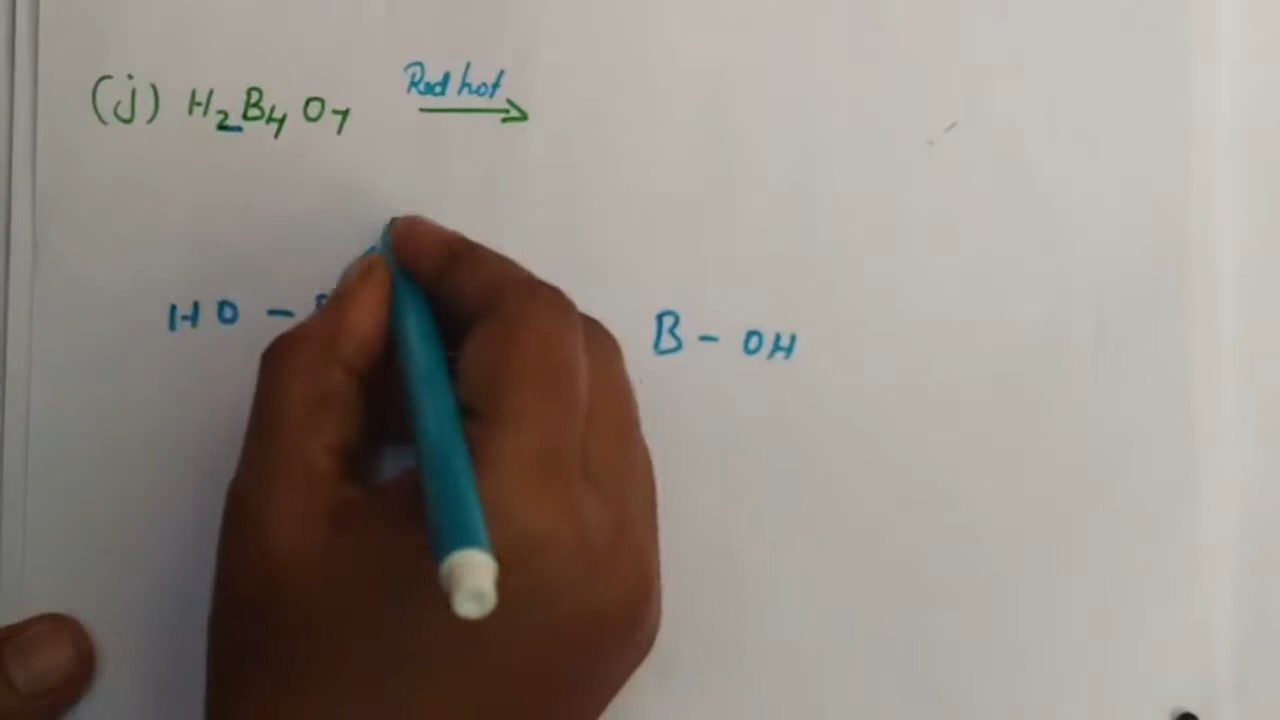 (j) H₂B₄O₇ Red hot →
HO - B - OH